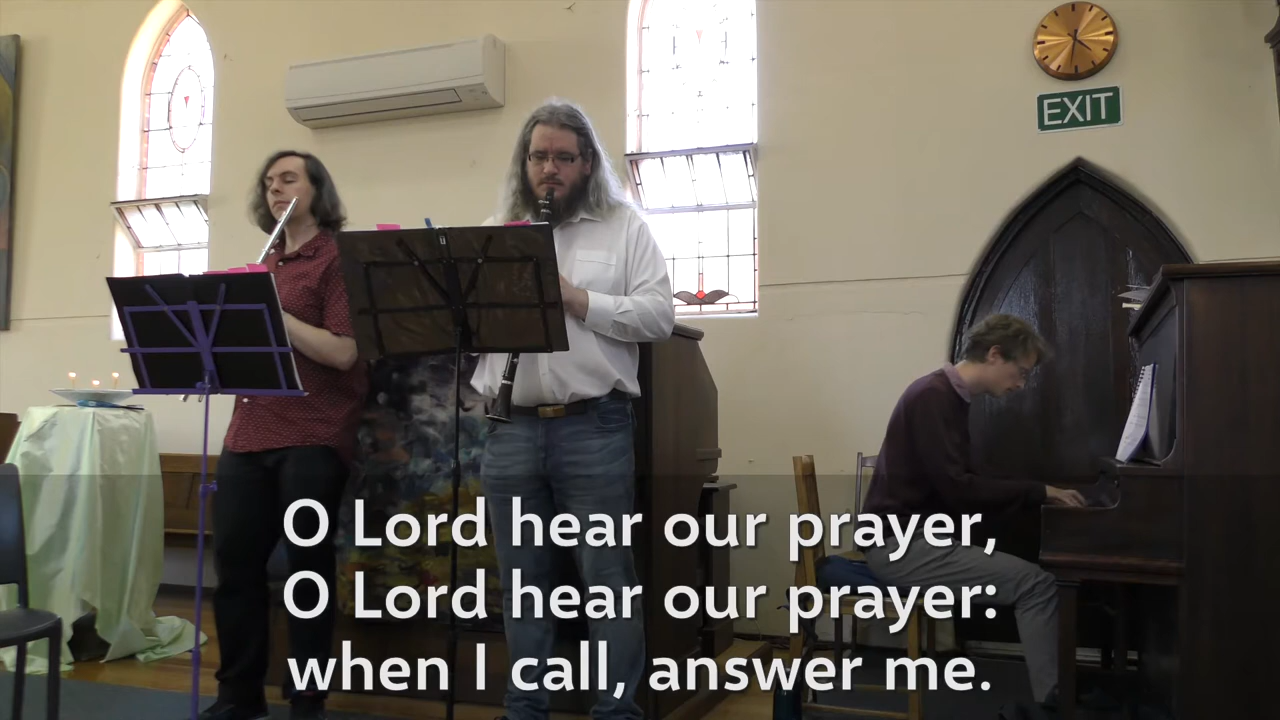 EXIT
O Lord hear our prayer,
O Lord hear our prayer:
when I call, answer me.